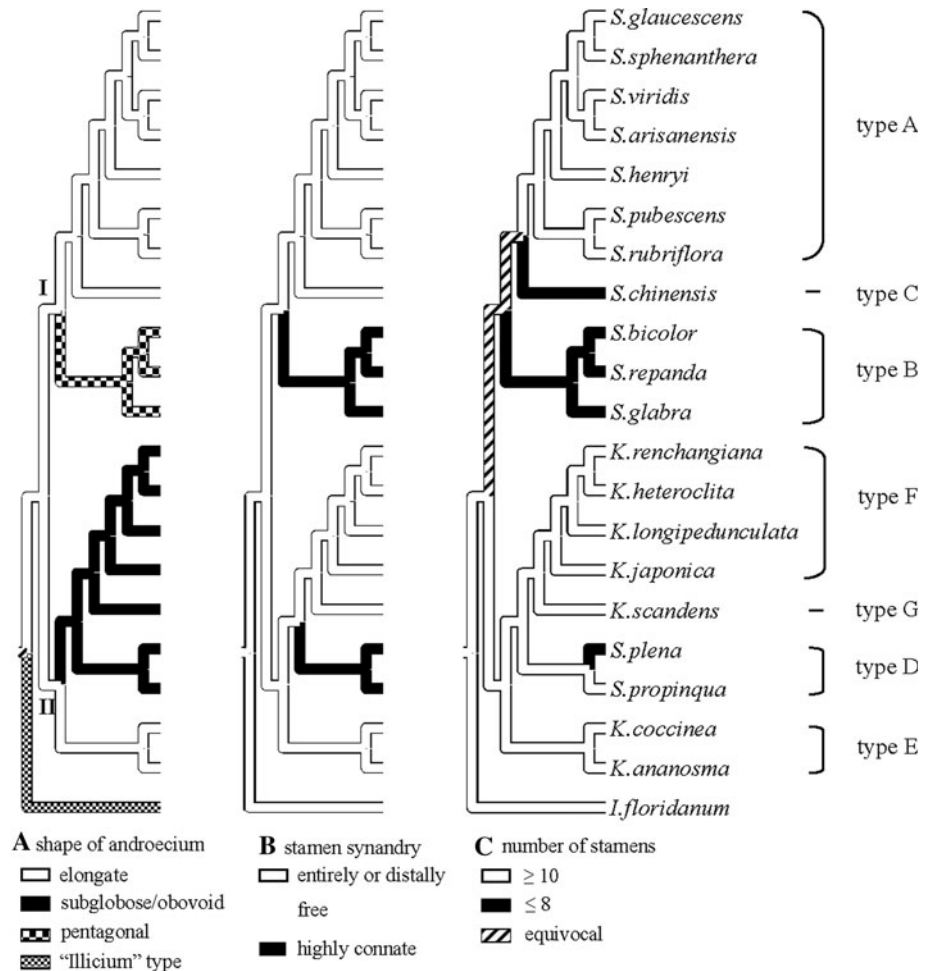 S.glaucescens
S.sphenanthera
S.viridis
S.arisanensis
type A
S.henryi
S.pubescens
S.rubriflora
I
S.chinensis
type C
S.bicolor
S.repanda
type B
S.glabra
K.renchangiana
K.heteroclita
type F
K.longipedunculata
K.japonica
K.scandens
type G
S.plena
type D
S.propinqua
II
K.coccinea
type E
K.ananosma
I.floridanum
A shape of androecium
elongate
subglobose/obovoid
pentagonal
“Illicium” type
B stamen synandry
entirely or distally
free
highly connate
C number of stamens
≥ 10
≤ 8
equivocal